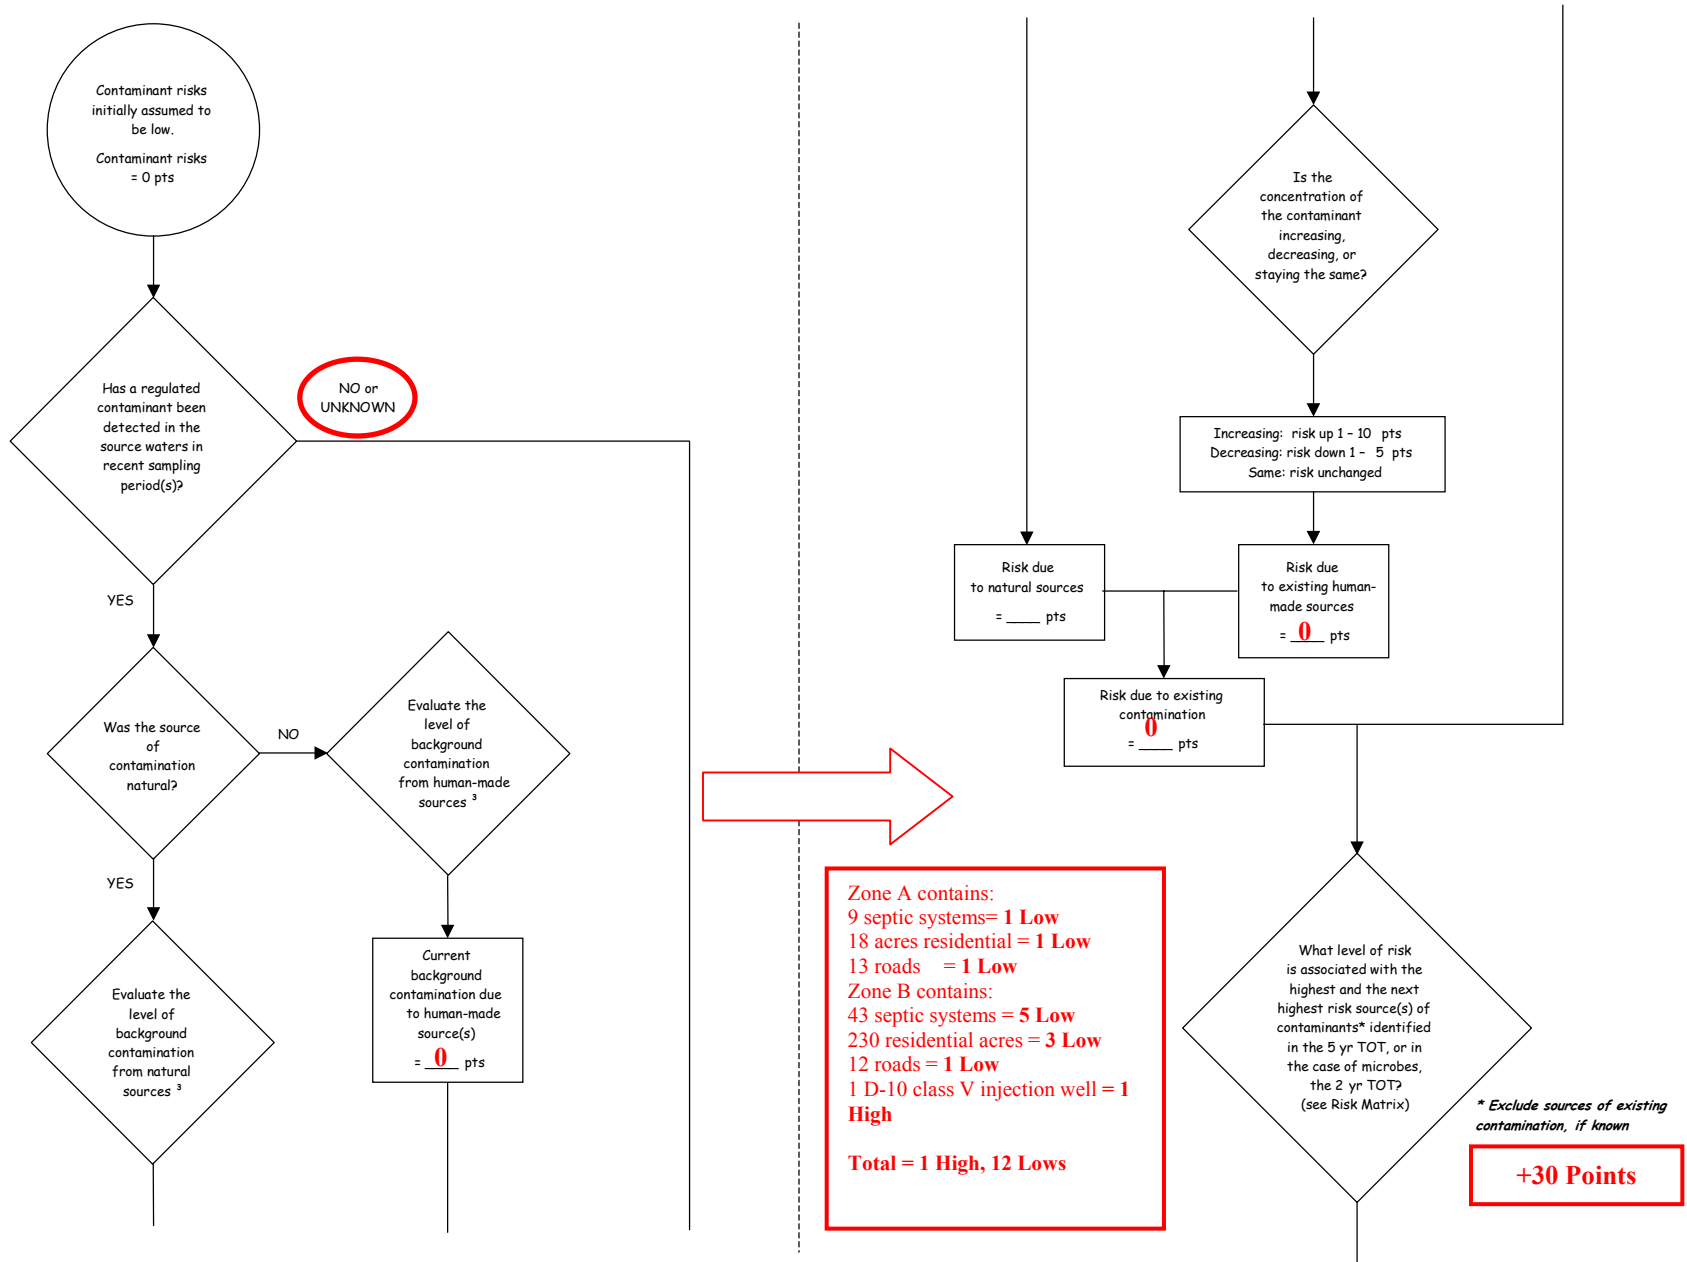 Contaminant risks
initially assumed to
be low.
Contaminant risks
= 0 pts
Has a regulated
contaminant been
detected in the
source waters in
recent sampling
period(s)?
NO or
UNKNOWN
YES
Was the source
of
contamination
natural?
NO
Evaluate the
level of
background
contamination
from human-made
sources ³
YES
Evaluate the
level of
background
contamination
from natural
sources ³
Current
background
contamination due
to human-made
source(s)
= __0__ pts
Is the
concentration of
the contaminant
increasing,
decreasing, or
staying the same?
Increasing: risk up 1 – 10 pts
Decreasing: risk down 1 – 5 pts
Same: risk unchanged
Risk due
to natural sources
= ____ pts
Risk due
to existing human-
made sources
= __0__ pts
Risk due to existing
contamination
= __0__ pts
Zone A contains:
9 septic systems= 1 Low
18 acres residential = 1 Low
13 roads = 1 Low
Zone B contains:
43 septic systems = 5 Low
230 residential acres = 3 Low
12 roads = 1 Low
1 D-10 class V injection well = 1
High
Total = 1 High, 12 Lows
What level of risk
is associated with the
highest and the next
highest risk source(s) of
contaminants* identified
in the 5 yr TOT, or in
the case of microbes,
the 2 yr TOT?
(see Risk Matrix)
* Exclude sources of existing
contamination, if known
+30 Points